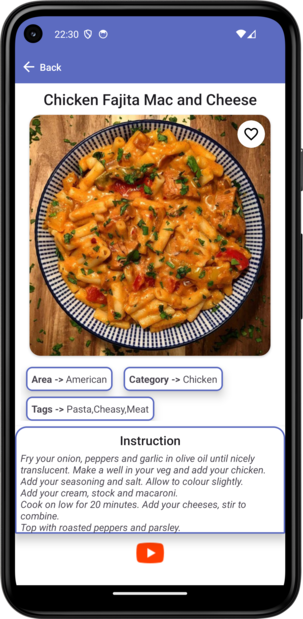 22:30
Back
Chicken Fajita Mac and Cheese
Area -> American
Category -> Chicken
Tags -> Pasta,Cheasy,Meat
Instruction
Fry your onion, peppers and garlic in olive oil until nicely
translucent. Make a well in your veg and add your chicken.
Add your seasoning and salt. Allow to colour slightly.
Add your cream, stock and macaroni.
Cook on low for 20 minutes. Add your cheeses, stir to
combine.
Top with roasted peppers and parsley.